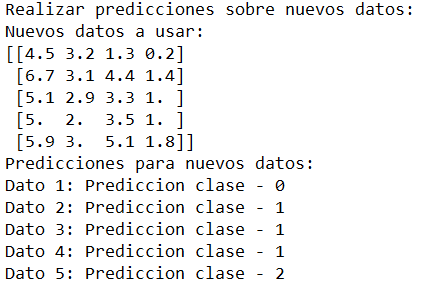 Realizar predicciones sobre nuevos datos:
Nuevos datos a usar:
[[4.5 3.2 1.3 0.2]
 [6.7 3.1 4.4 1.4]
 [5.1 2.9 3.3 1. ]
 [5.  2.  3.5 1. ]
 [5.9 3.  5.1 1.8]]
Predicciones para nuevos datos:
Dato 1: Prediccion clase - 0
Dato 2: Prediccion clase - 1
Dato 3: Prediccion clase - 1
Dato 4: Prediccion clase - 1
Dato 5: Prediccion clase - 2